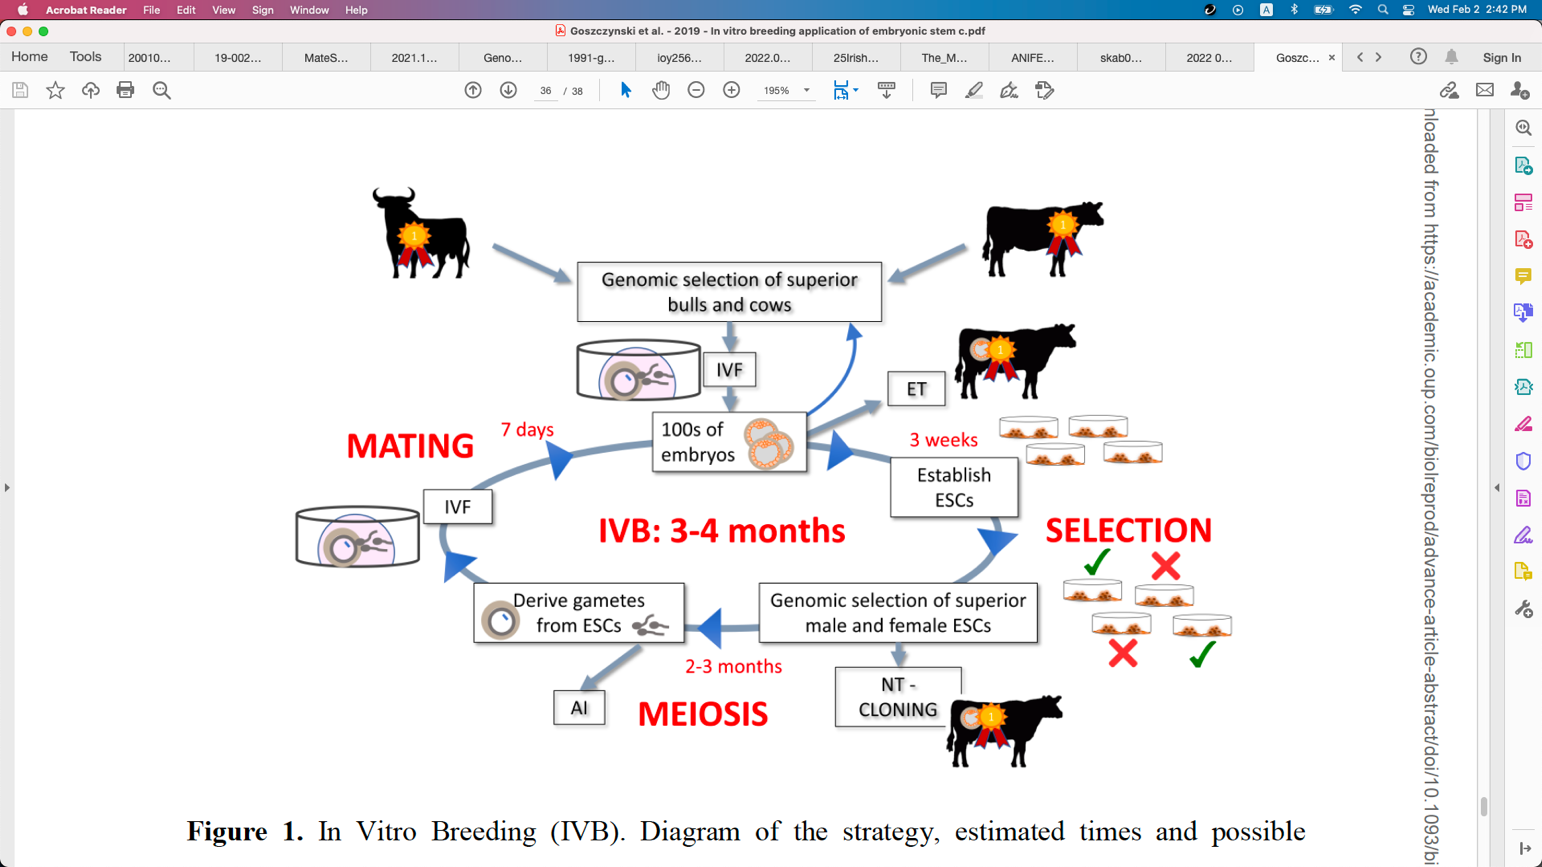 Acrobat Reader File Edit View Sign Window Help
A
Wed Feb 2 2:42 PM
Goszczynski et al. - 2019 - In vitro breeding application of embryonic stem c.pdf
Home Tools 20010... 19-002... MateS... 2021.1... Geno... 1991-g... ioy256... 2022.0... 25Irish... The_M... ANIFE... skab0... 2022 0... Goszc... × Sign In
36 / 38 195%
1
1
Genomic selection of superior
bulls and cows
IVF
1
ET
100s of
embryos
7 days
MATING
3 weeks
Establish
ESCs
IVF
IVB: 3-4 months
SELECTION
Derive gametes
from ESCs
Genomic selection of superior
male and female ESCs
2-3 months
AI
MEIOSIS
NT -
CLONING
1
Figure 1. In Vitro Breeding (IVB). Diagram of the strategy, estimated times and possible
nloaded from https://academic.oup.com/biolreprod/advance-article-abstract/doi/10.1093/bi